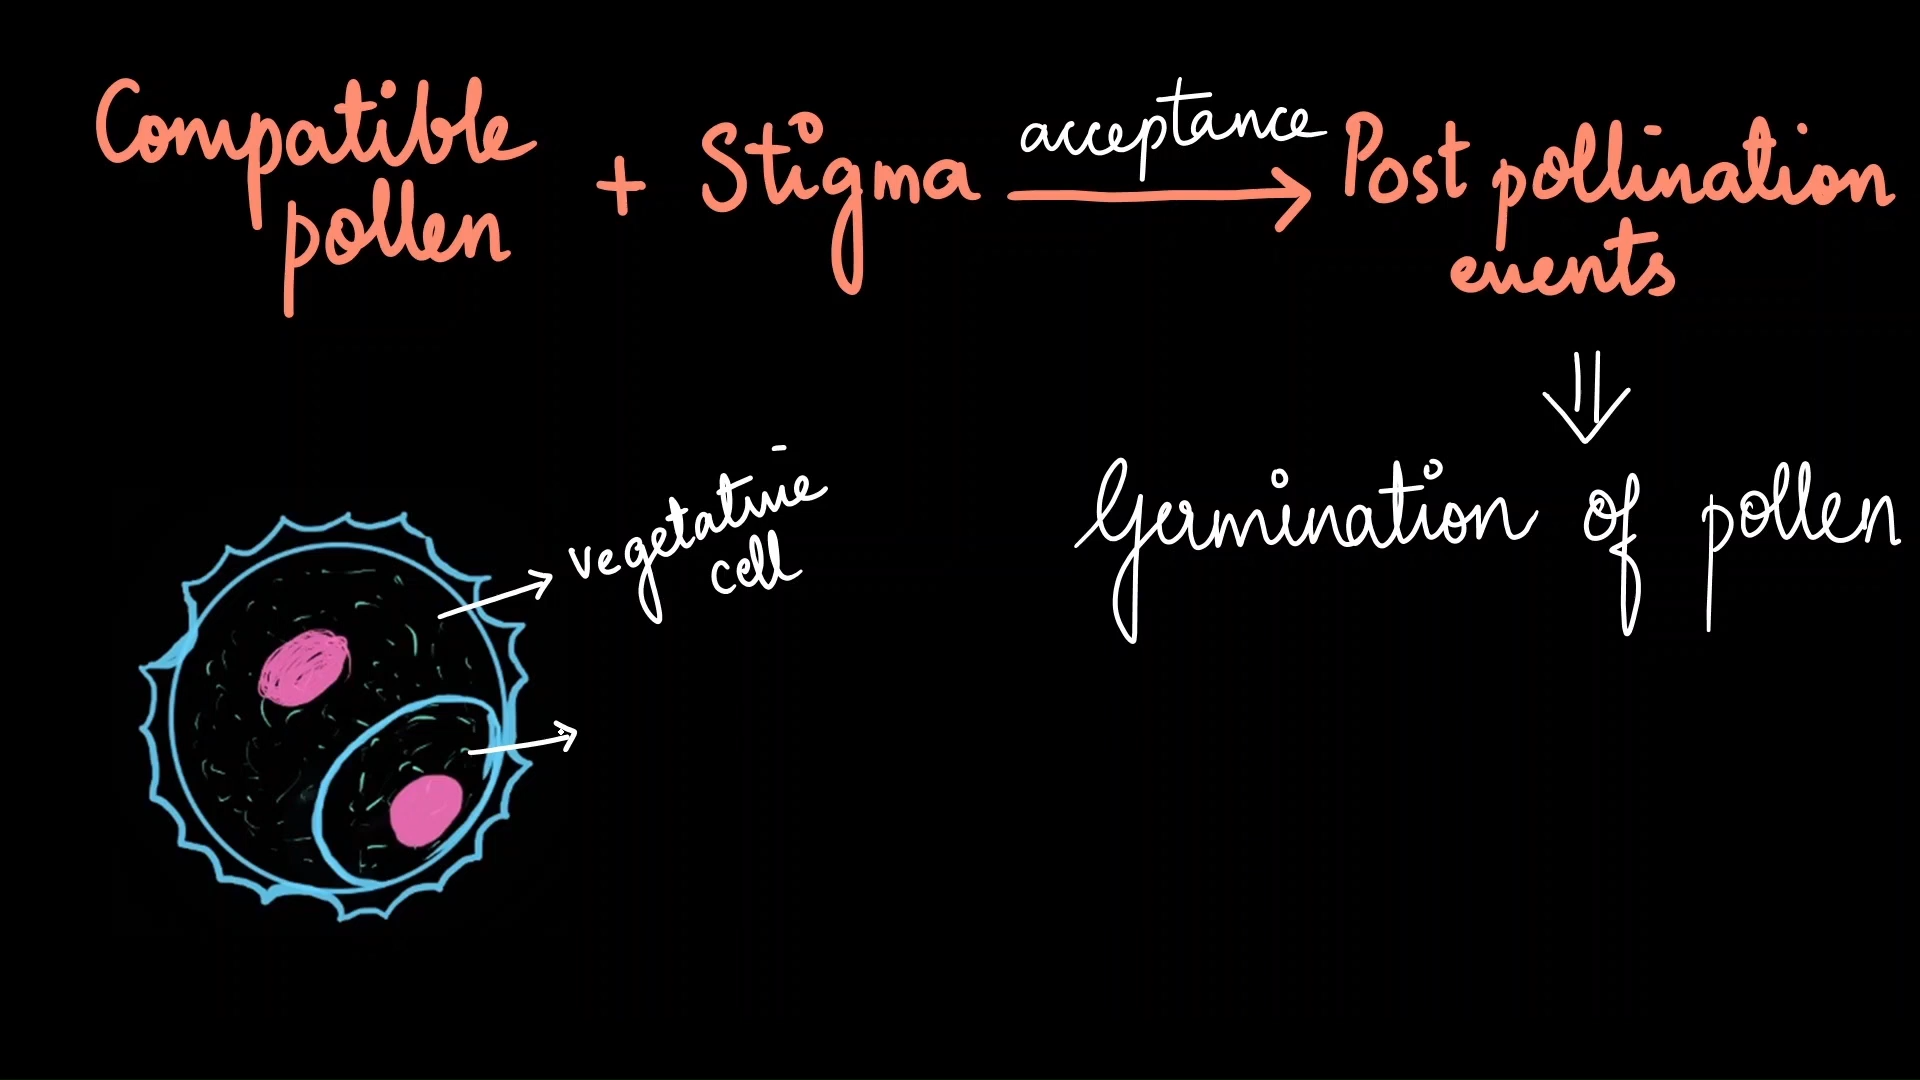 Compatible
pollen
+ Stigma
acceptance
Post pollination
events
Germination of pollen
vegetative
cell